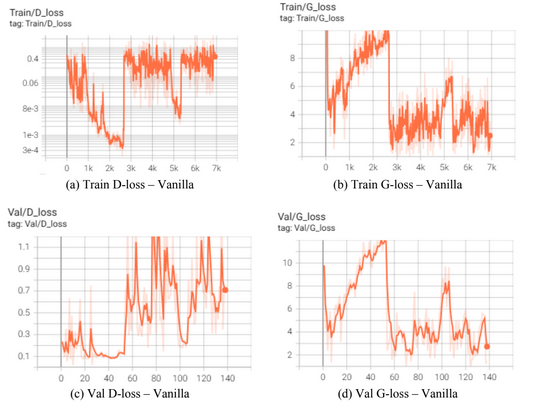 Train/D_loss
tag: Train/D_loss
0.4
0.06
8e-3
1e-3
3e-4
0 1k 2k 3k 4k 5k 6k 7k
(a) Train D-loss – Vanilla
Train/G_loss
tag: Train/G_loss
8
6
4
2
0 1k 2k 3k 4k 5k 6k 7k
(b) Train G-loss – Vanilla
Val/D_loss
tag: Val/D_loss
1.1
0.9
0.7
0.5
0.3
0.1
0 20 40 60 80 100 120 140
(c) Val D-loss – Vanilla
Val/G_loss
tag: Val/G_loss
10
8
6
4
2
0 20 40 60 80 100 120 140
(d) Val G-loss – Vanilla